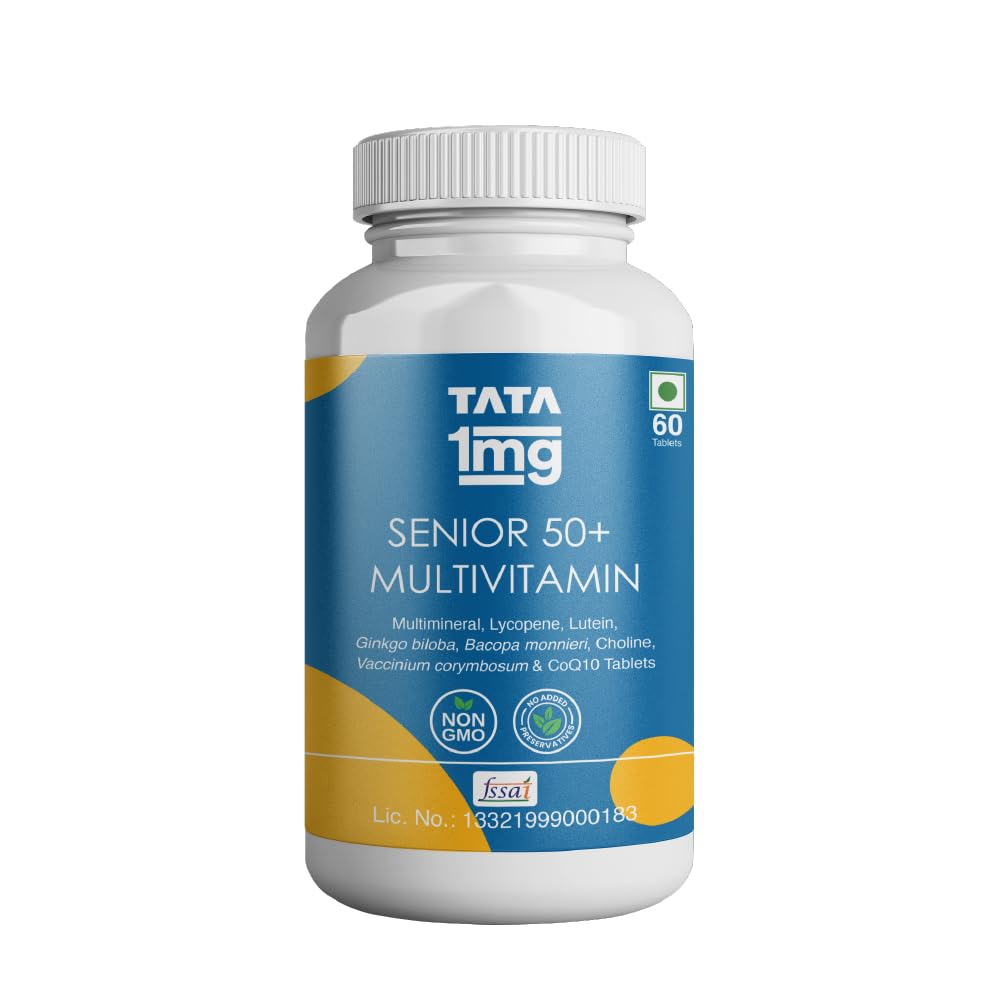 TATA
1mg
60
Tablets
SENIOR 50+
MULTIVITAMIN
Multimineral, Lycopene, Lutein,
Ginkgo biloba, Bacopa monnieri, Choline,
Vaccinium corymbosum & CoQ10 Tablets
NON
GMO
NO ADDED
PRESERVATIVES
fssai
Lic. No.: 13321999000183